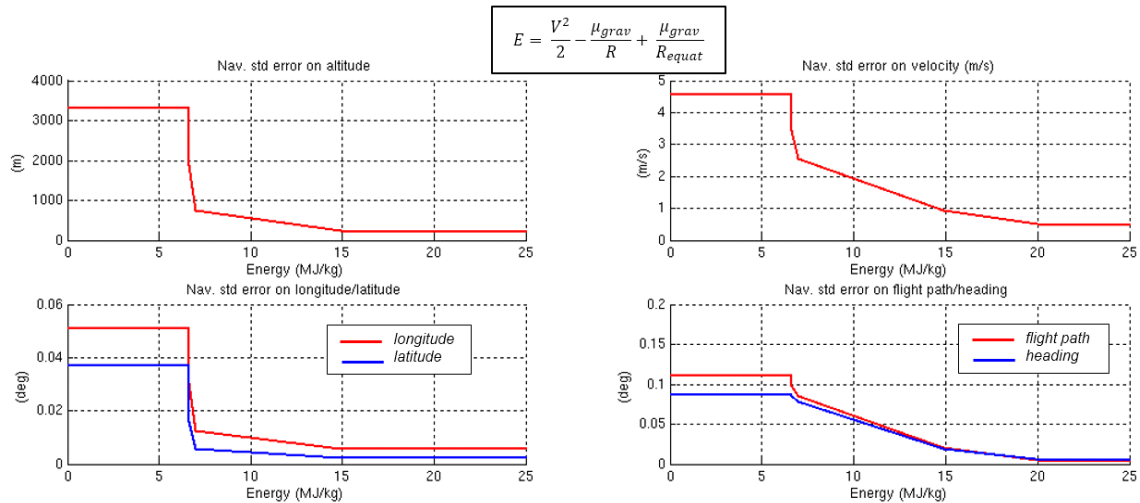 E = V²/2 − μgrav/R + μgrav/Requat
Nav. std error on altitude
4000
3000
2000
1000
0
(m)
0 5 10 15 20 25
Energy (MJ/kg)
Nav. std error on velocity (m/s)
5
4
3
2
1
0
(m/s)
0 5 10 15 20 25
Energy (MJ/kg)
Nav. std error on longitude/latitude
0.06
0.04
0.02
0
(deg)
longitude
latitude
0 5 10 15 20 25
Energy (MJ/kg)
Nav. std error on flight path/heading
0.2
0.15
0.1
0.05
0
(deg)
flight path
heading
0 5 10 15 20 25
Energy (MJ/kg)